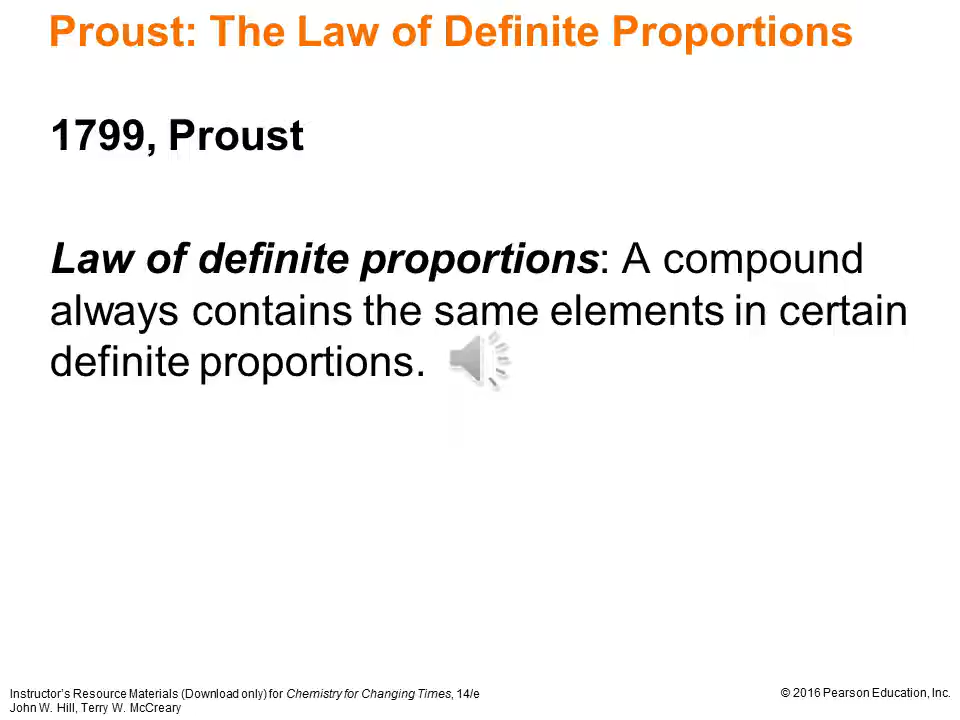 Proust: The Law of Definite Proportions
1799, Proust
Law of definite proportions: A compound
always contains the same elements in certain
definite proportions.
Instructor's Resource Materials (Download only) for Chemistry for Changing Times, 14/e
John W. Hill, Terry W. McCreary
© 2016 Pearson Education, Inc.